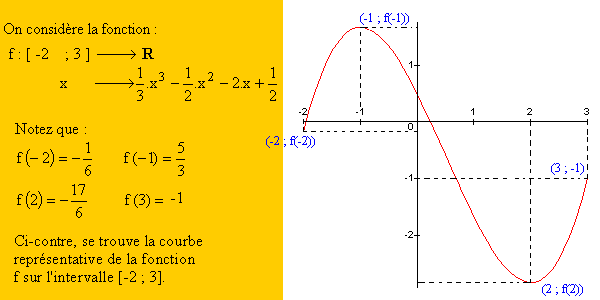 On considère la fonction :
f : [ -2 ; 3 ] ⟶ R
x ⟶ 1/3.x³ − 1/2.x² − 2.x + 1/2
Notez que :
f(−2) = −1/6 f(−1) = 5/3
f(2) = −17/6 f(3) = -1
Ci-contre, se trouve la courbe
représentative de la fonction
f sur l'intervalle [-2 ; 3].
(-1 ; f(-1))
1
-2 -1 1 2 3
0
(-2 ; f(-2))
(3 ; -1)
-1
-2
(2 ; f(2))